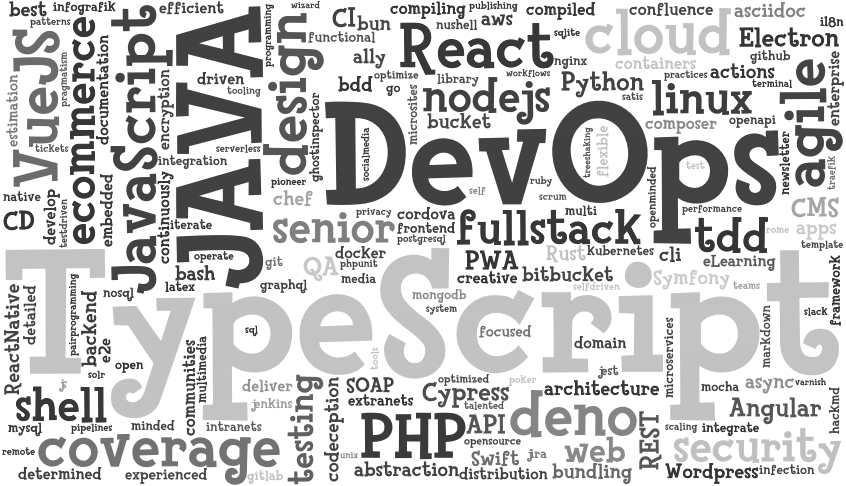 best
infografik
efficient
wizard
CI
bun
compiling
publishing
compiled
confluence
asciidoc
patterns
i18n
VueJS
ecommerce
documentation
JavaScript
JAVA
programming
design
functional
nushell
aws
sqlite
cloud
Electron
github
React
ally
nginx
containers
actions
enterprise
estimation
pragmatism
encryption
driven
tooling
bdd
optimize
go
library
workflows
Python
practices
terminal
agile
nodejs
satis
linux
tickets
serverless
ghostinspector
microsites
bucket
composer
openapi
DevOps
socialmedia
treeshaking
flexible
test
newsletter
traefik
integration
pioneer
self
ruby
scrum
openminded
native
CD
develop
testdriven
embedded
continuously
chef
privacy
cordova
multi
performance
CMS
iterate
senior
frontend
postgresql
fullstack
tdd
rome
apps
template
operate
docker
PWA
Rust
kubernetes
cli
eLearning
bash
git
QA
phpunit
creative
bitbucket
Symfony
latex
graphql
media
selfdriven
teams
framework
TypeScript
nosql
mongodb
system
ReactNative
detailed
pairprogramming
backend
e2e
sql
focused
domain
microservices
markdown
slack
open
solr
communities
multimedia
tools
jest
jr
shell
deliver
jenkins
testing
codeception
SOAP
extranets
optimized
poker
Cypress
talented
architecture
mocha
async
varnish
hackmd
Angular
mysql
pipelines
minded
intranets
PHP
API
deno
REST
scaling
integrate
opensource
remote
coverage
unix
Swift
jra
web
security
determined
experienced
gitlab
abstraction
distribution
bundling
Wordpress
infection